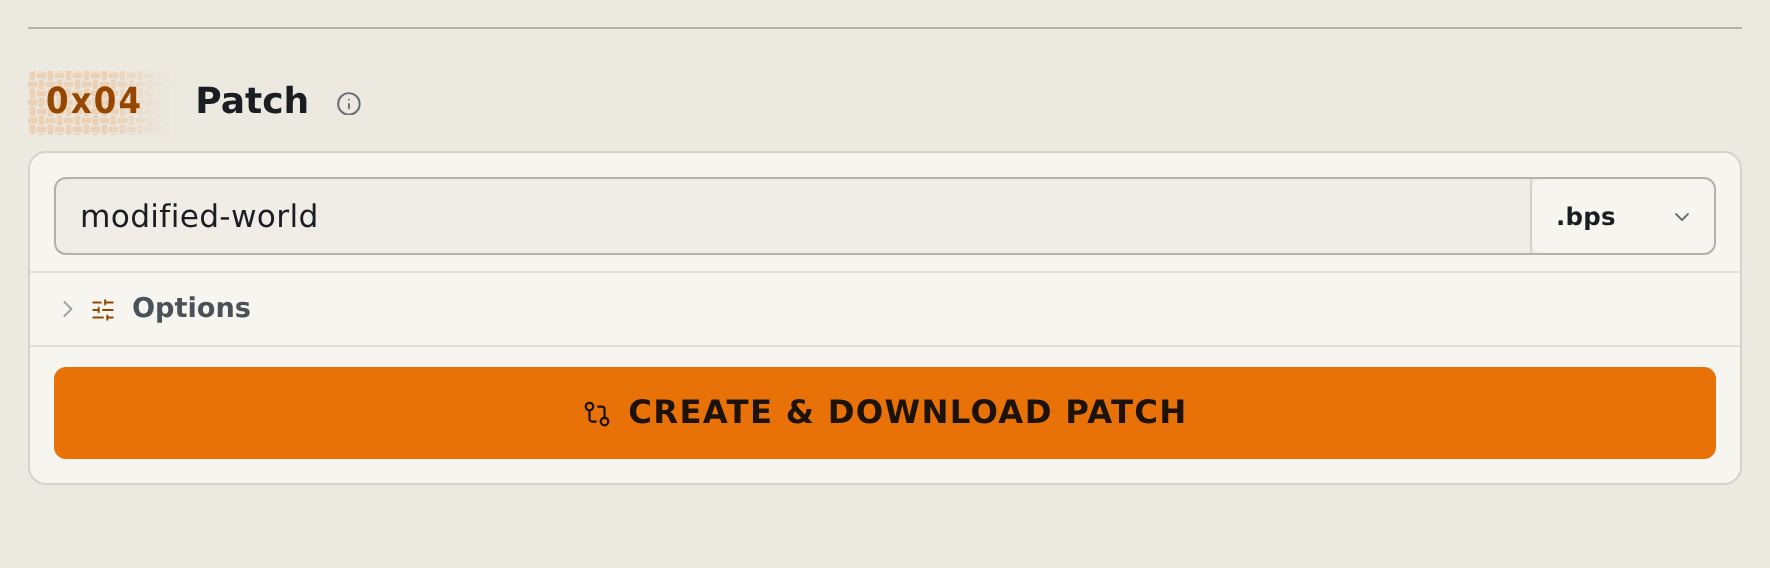 0x04 Patch
modified-world .bps
Options
CREATE & DOWNLOAD PATCH